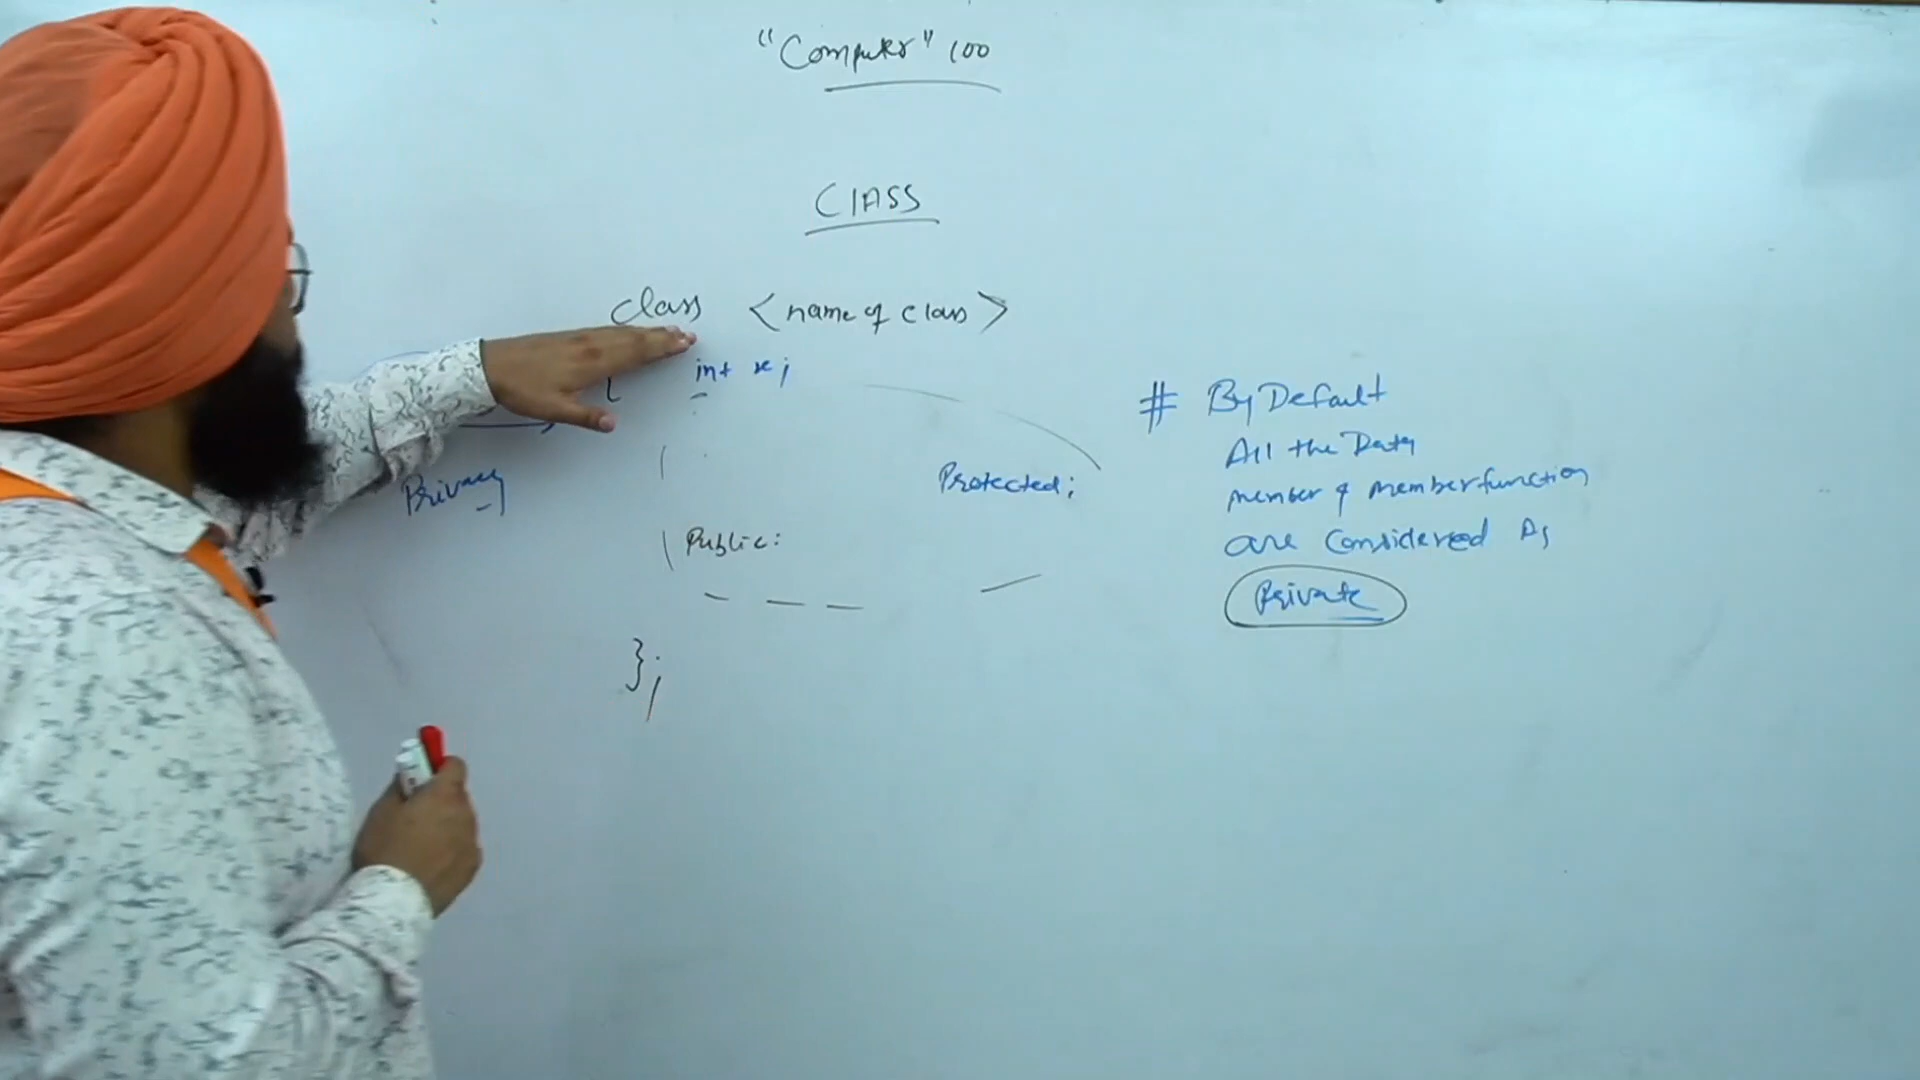 "Computer" 100
CLASS
class <name of class>
{ int x;
Privacy
Protected;
Public:
};
# By Default
All the Data
member & member function
are Considered As
Private